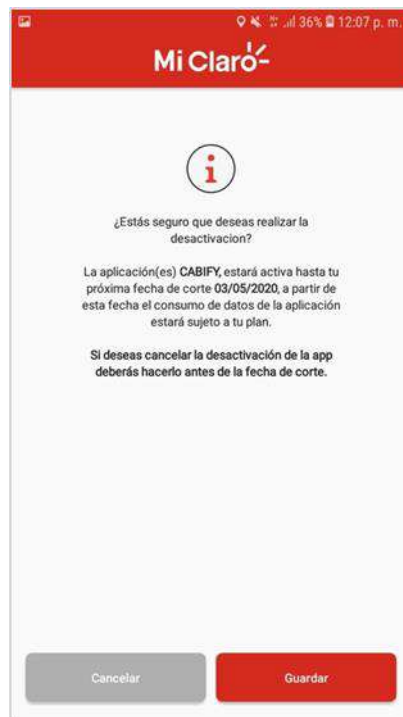 36% 12:07 p. m.
Mi Claro
i
¿Estás seguro que deseas realizar la
desactivacion?
La aplicación(es) CABIFY, estará activa hasta tu
próxima fecha de corte 03/05/2020, a partir de
esta fecha el consumo de datos de la aplicación
estará sujeto a tu plan.
Si deseas cancelar la desactivación de la app
deberás hacerlo antes de la fecha de corte.
Cancelar
Guardar